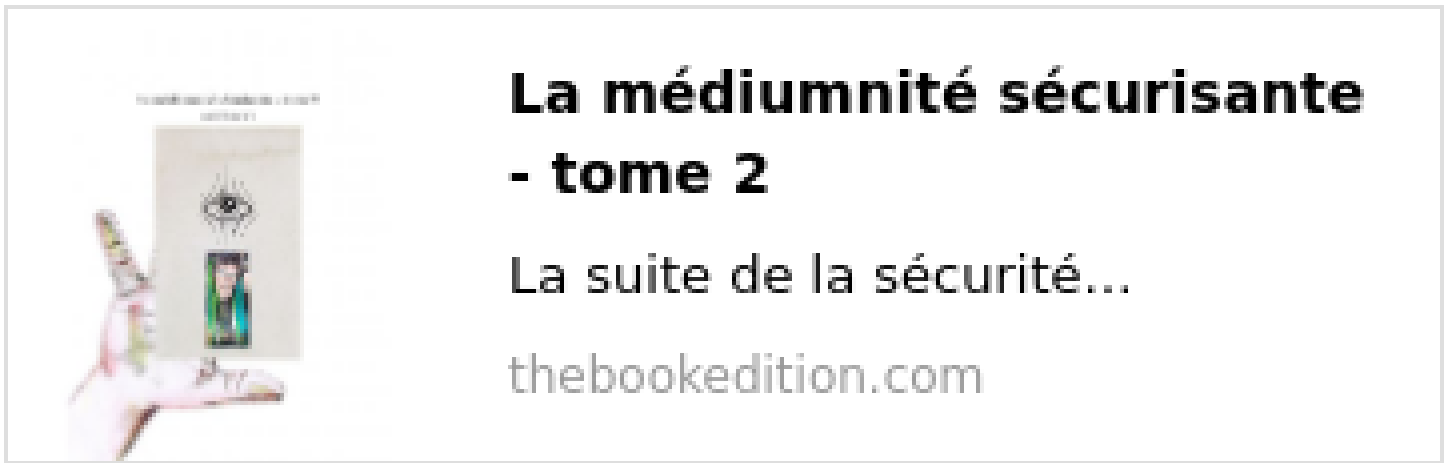 La médiumnité sécurisante
- tome 2
La suite de la sécurité...
thebookedition.com